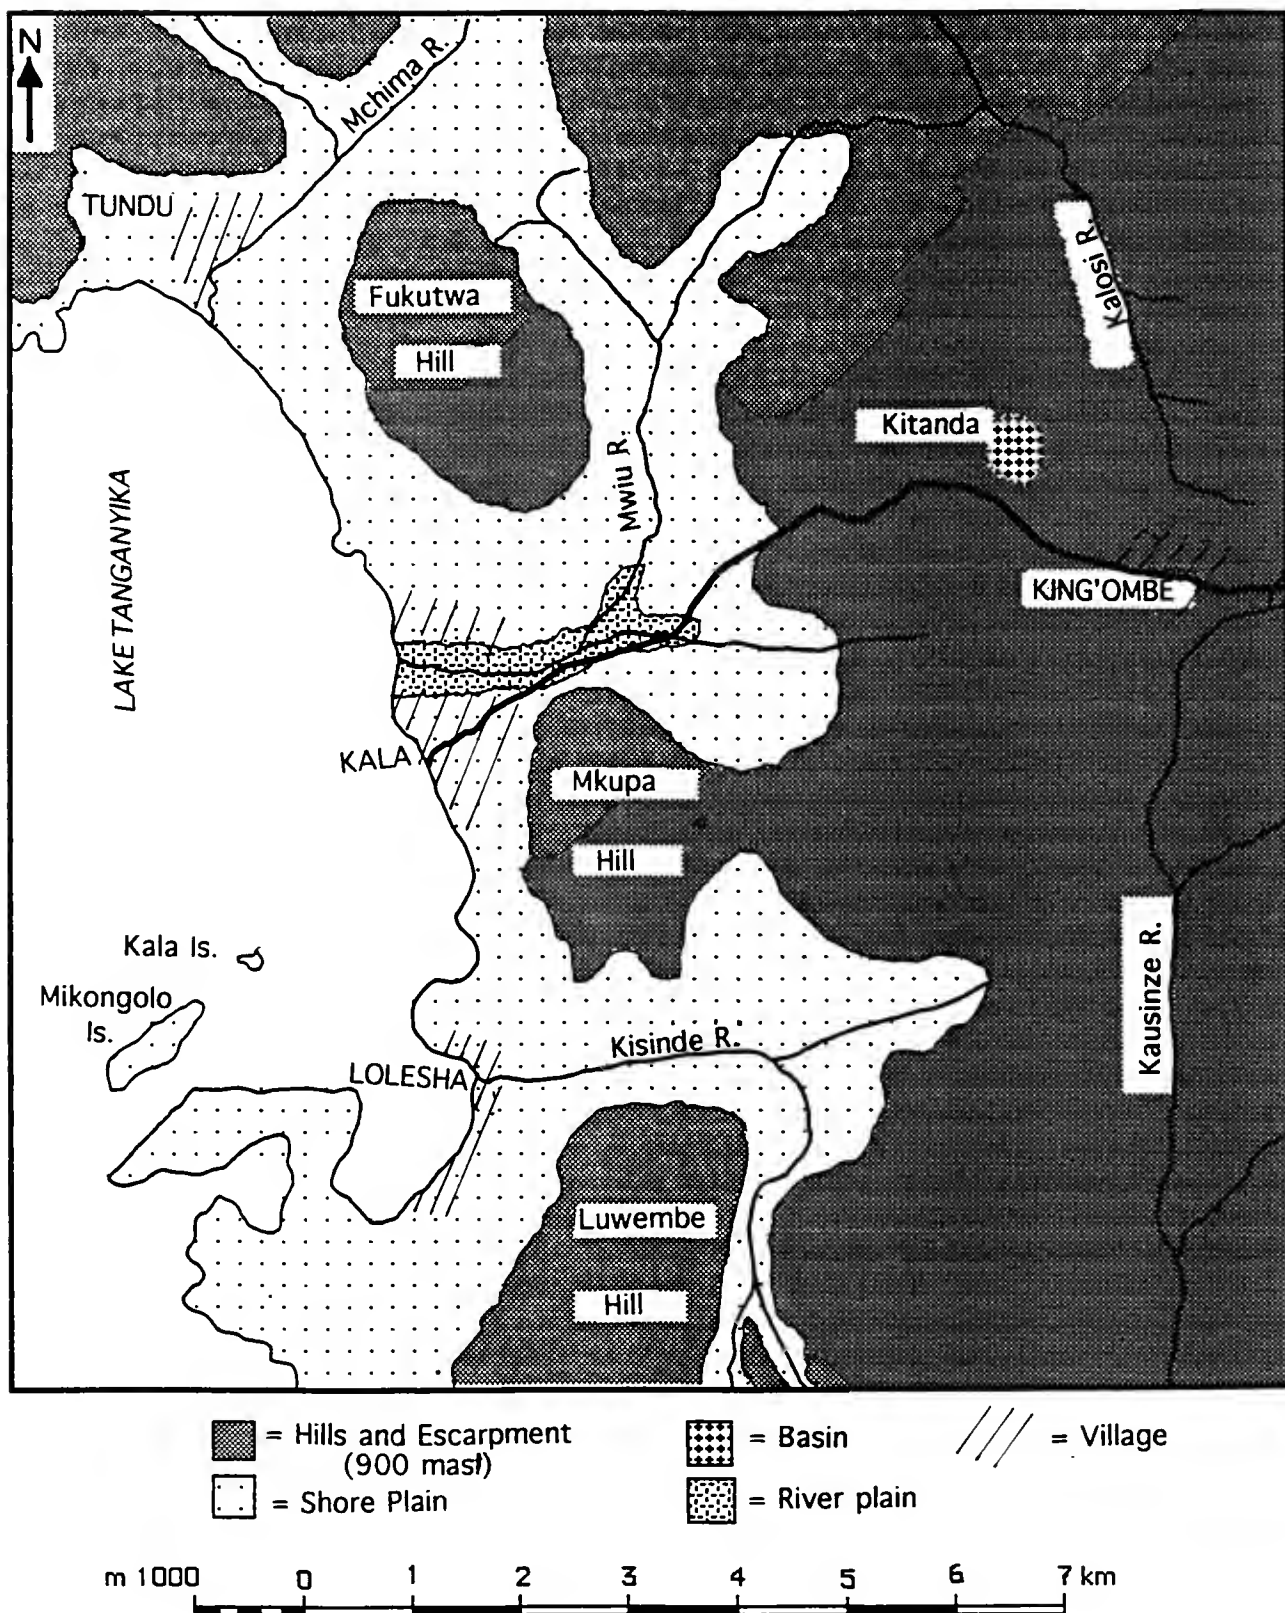 N
Mchima R.
TUNDU
Fukutwa
Hill
Kalosi R.
Kitanda
Mwiu R.
LAKE TANGANYIKA
KING'OMBE
KALA
Mkupa
Hill
Kala Is.
Mikongolo
Is.
Kausinze R.
Kisinde R.
LOLESHA
Luwembe
Hill
= Hills and Escarpment
(900 masl)
= Basin
= Village
= Shore Plain
= River plain
m 1000 0 1 2 3 4 5 6 7 km